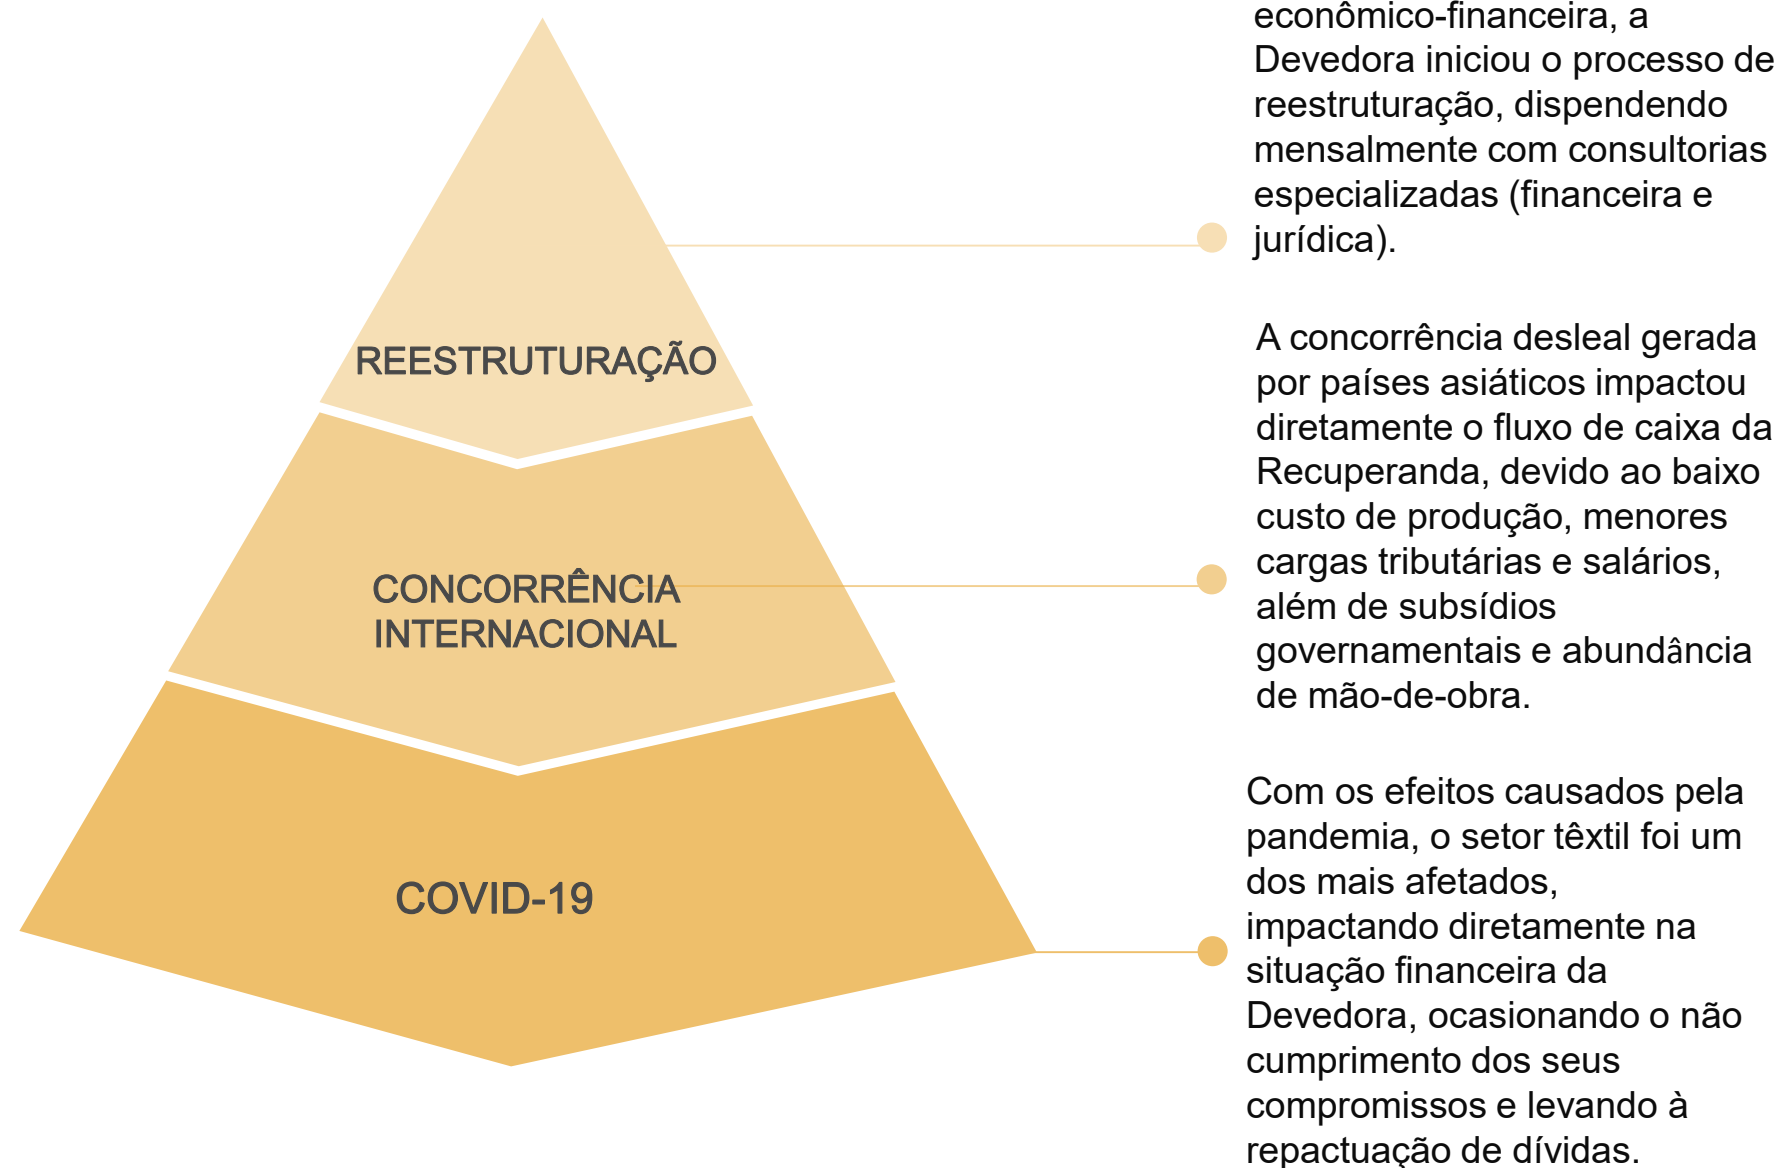 econômico-financeira, a
Devedora iniciou o processo de
reestruturação, dispendendo
mensalmente com consultorias
especializadas (financeira e
jurídica).
REESTRUTURAÇÃO
A concorrência desleal gerada
por países asiáticos impactou
diretamente o fluxo de caixa da
Recuperanda, devido ao baixo
custo de produção, menores
cargas tributárias e salários,
além de subsídios
governamentais e abundância
de mão-de-obra.
CONCORRÊNCIA
INTERNACIONAL
Com os efeitos causados pela
pandemia, o setor têxtil foi um
dos mais afetados,
impactando diretamente na
situação financeira da
Devedora, ocasionando o não
cumprimento dos seus
compromissos e levando à
repactuação de dívidas.
COVID-19